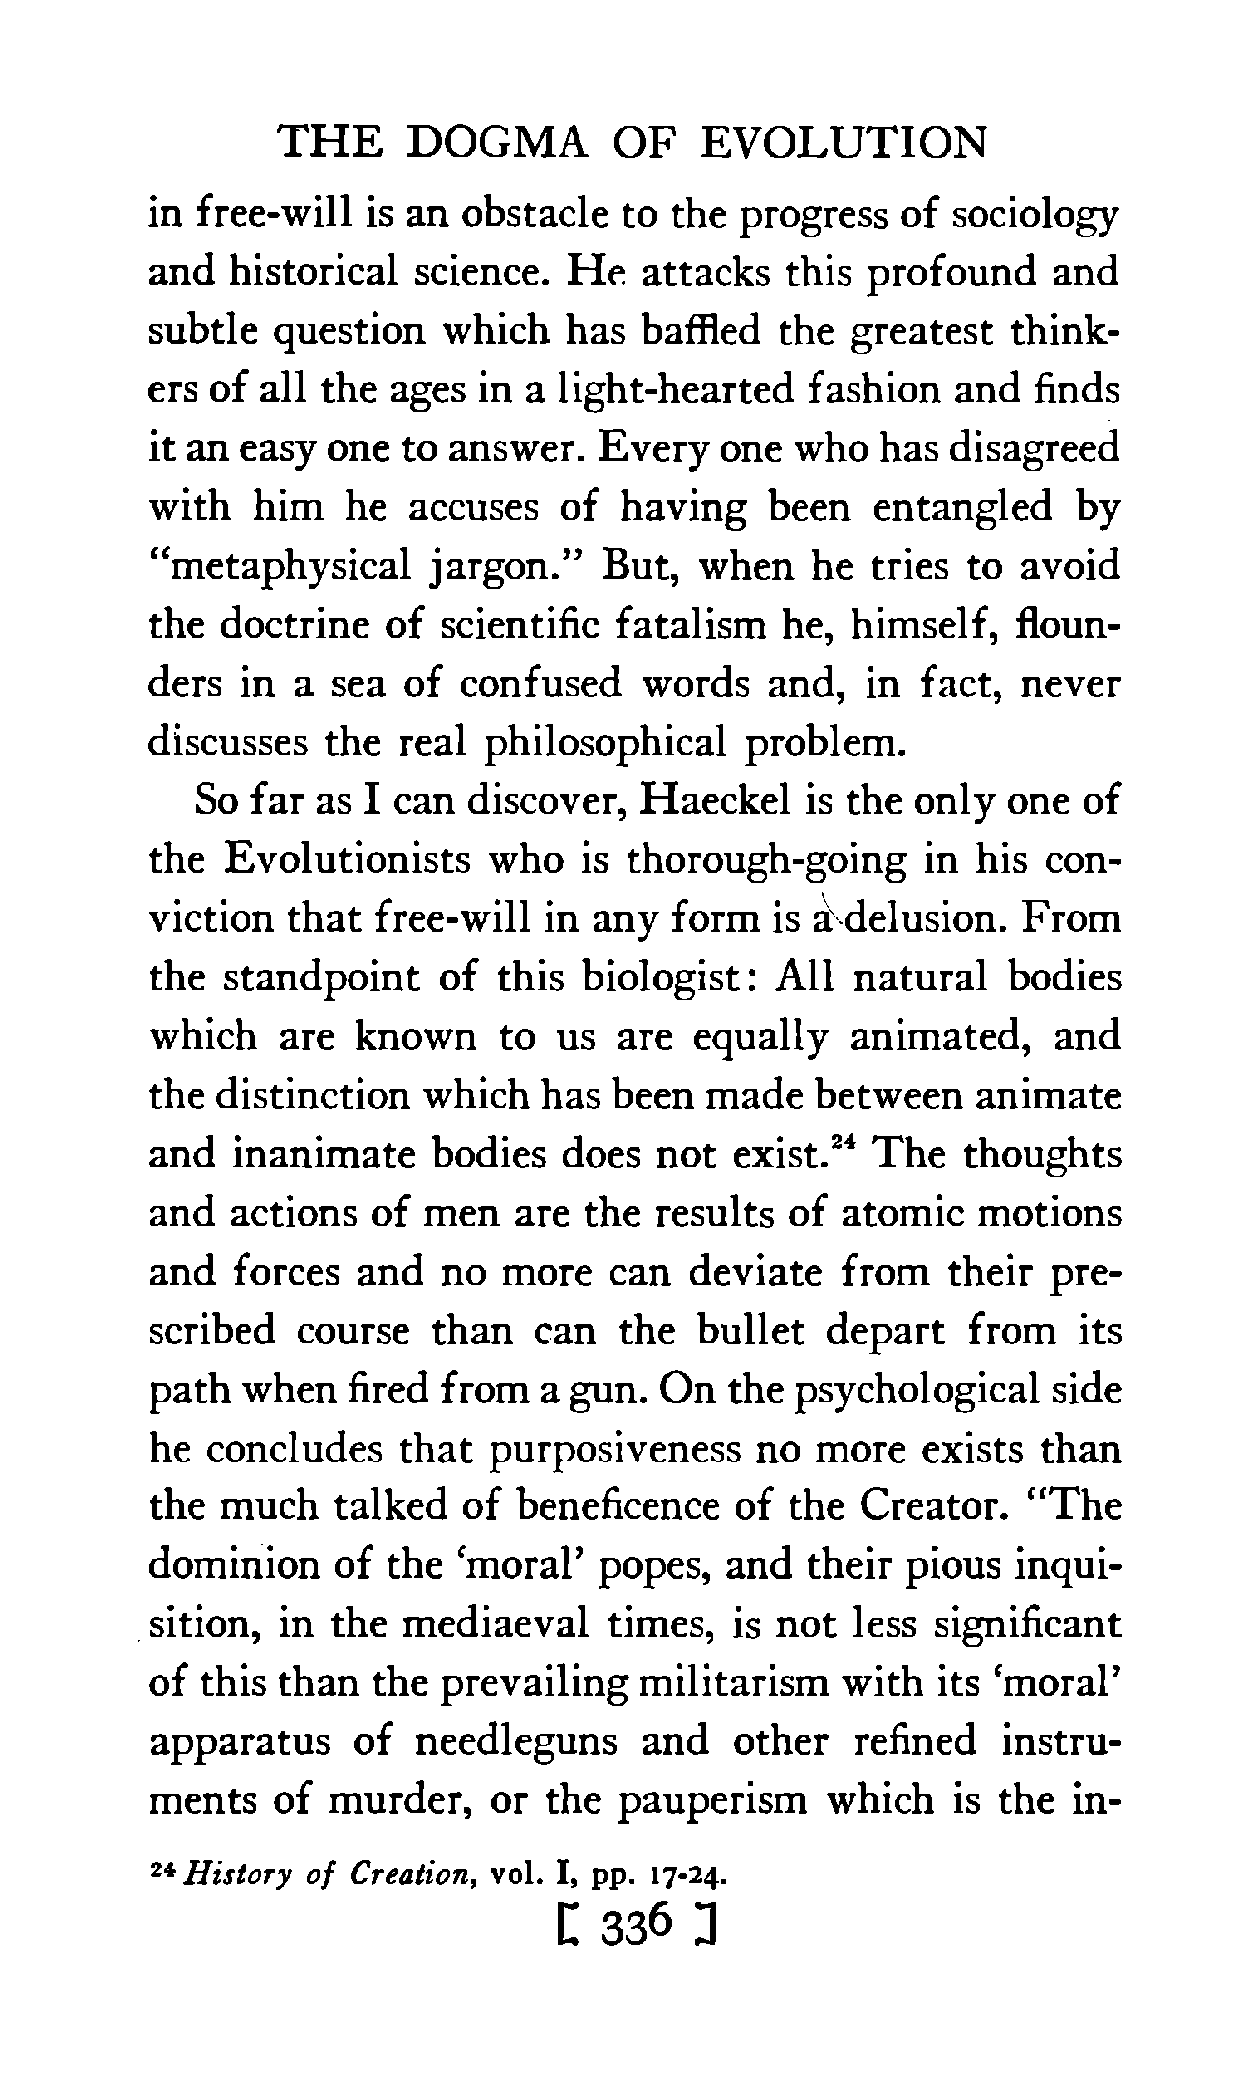 THE DOGMA OF EVOLUTION
in free-will is an obstacle to the progress of sociology
and historical science. He attacks this profound and
subtle question which has baffled the greatest think-
ers of all the ages in a light-hearted fashion and finds
it an easy one to answer. Every one who has disagreed
with him he accuses of having been entangled by
“metaphysical jargon.” But, when he tries to avoid
the doctrine of scientific fatalism he, himself, floun-
ders in a sea of confused words and, in fact, never
discusses the real philosophical problem.
So far as I can discover, Haeckel is the only one of
the Evolutionists who is thorough-going in his con-
viction that free-will in any form is a delusion. From
the standpoint of this biologist: All natural bodies
which are known to us are equally animated, and
the distinction which has been made between animate
and inanimate bodies does not exist.²⁴ The thoughts
and actions of men are the results of atomic motions
and forces and no more can deviate from their pre-
scribed course than can the bullet depart from its
path when fired from a gun. On the psychological side
he concludes that purposiveness no more exists than
the much talked of beneficence of the Creator. “The
dominion of the ‘moral’ popes, and their pious inqui-
sition, in the mediaeval times, is not less significant
of this than the prevailing militarism with its ‘moral’
apparatus of needleguns and other refined instru-
ments of murder, or the pauperism which is the in-
²⁴ History of Creation, vol. I, pp. 17-24.
[ 336 ]